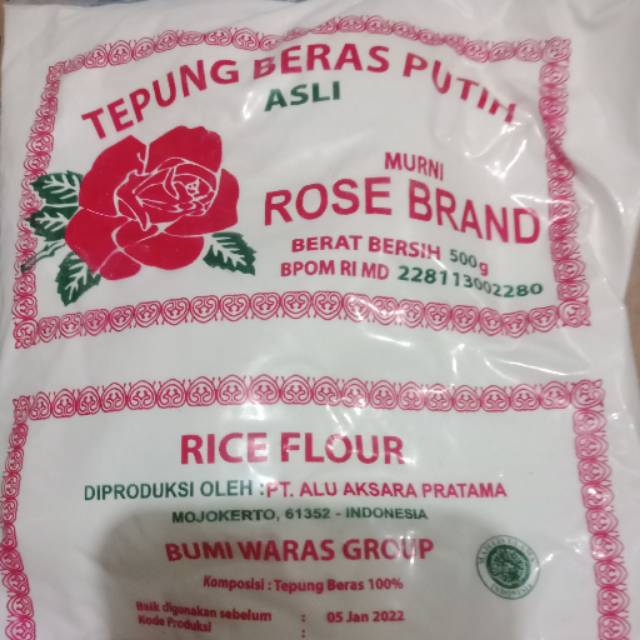 TEPUNG BERAS PUTIH
ASLI
MURNI
ROSE BRAND
BERAT BERSIH 500g
BPOM RI MD 228113002280
RICE FLOUR
DIPRODUKSI OLEH :PT. ALU AKSARA PRATAMA
MOJOKERTO, 61352 - INDONESIA
BUMI WARAS GROUP
Komposisi : Tepung Beras 100%
Baik digunakan sebelum : 05 Jan 2022
Kode Produksi :